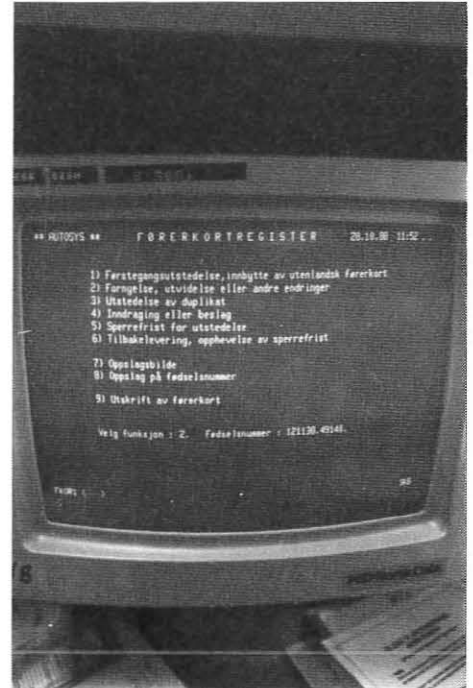 ** AUTOSYS ** FØRERKORTREGISTER 28.10.88 11:52
1) Førstegangsutstedelse,innbytte av utenlandsk førerkort
2) Fornyelse, utvidelse eller andre endringer
3) Utstedelse av duplikat
4) Inndraging eller beslag
5) Sperrefrist for utstedelse
6) Tilbakelevering, opphevelse av sperrefrist
7) Oppslagsbilde
8) Oppslag på fødselsnummer
9) Utskrift av førerkort
Velg funksjon : 2. Fødselsnummer : 121130.49148.